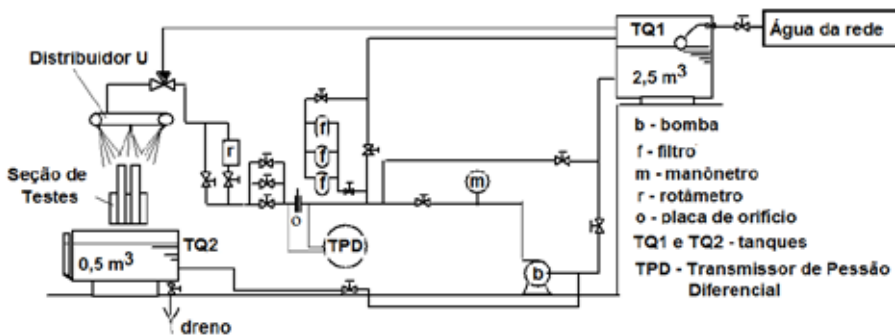 TQ1
Água da rede
2,5 m³
Distribuidor U
Seção de
Testes
f
f
f
r
m
o
TPD
b
TQ2
0,5 m³
dreno
b - bomba
f - filtro
m - manônetro
r - rotâmetro
o - placa de orifício
TQ1 e TQ2 - tanques
TPD - Transmissor de Pessão
Diferencial